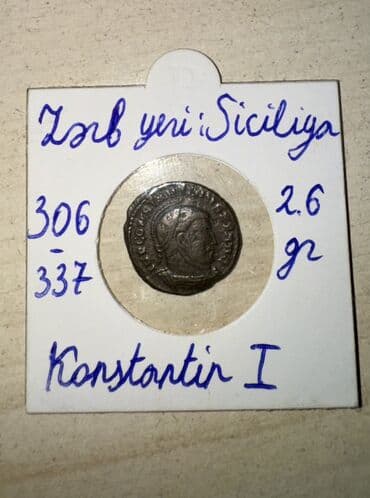 Zərb yeri: Siciliya
306
-
337
2.6
gr
Konstantin I